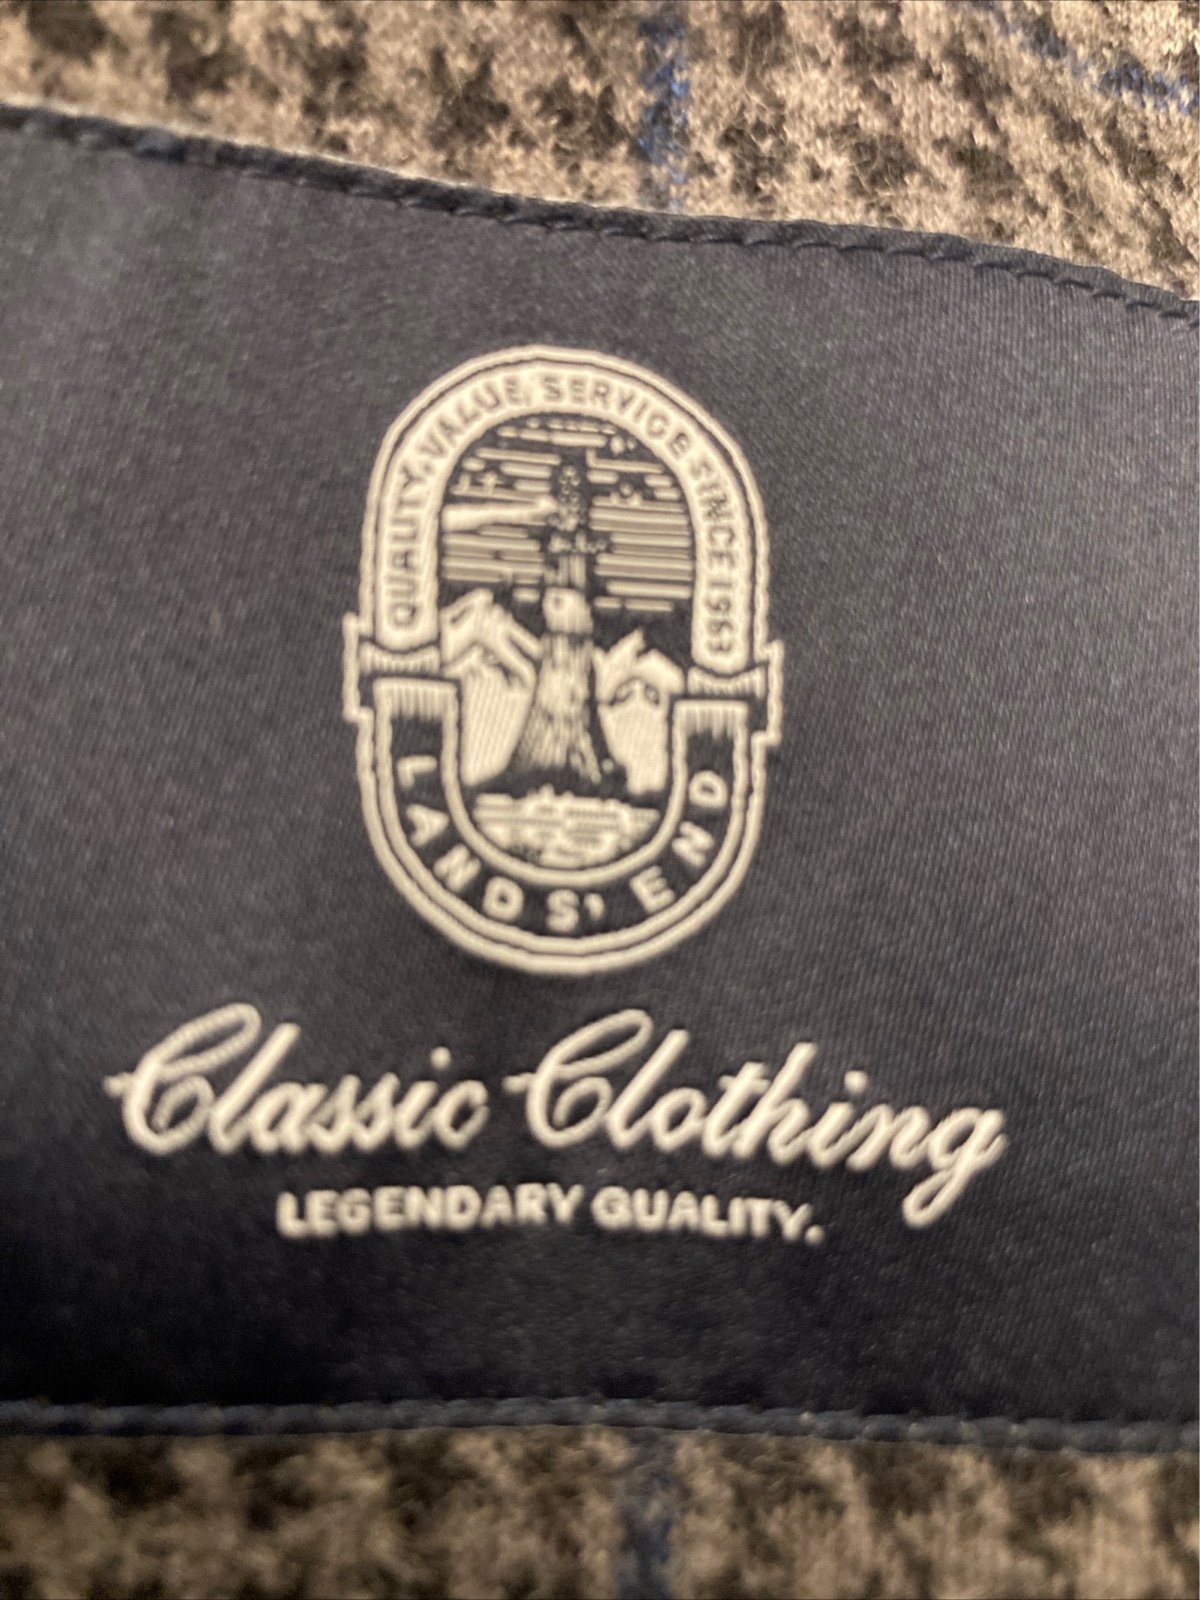 QUALITY, VALUE, SERVICE SINCE 1963
LANDS' END
Classic Clothing
LEGENDARY QUALITY.